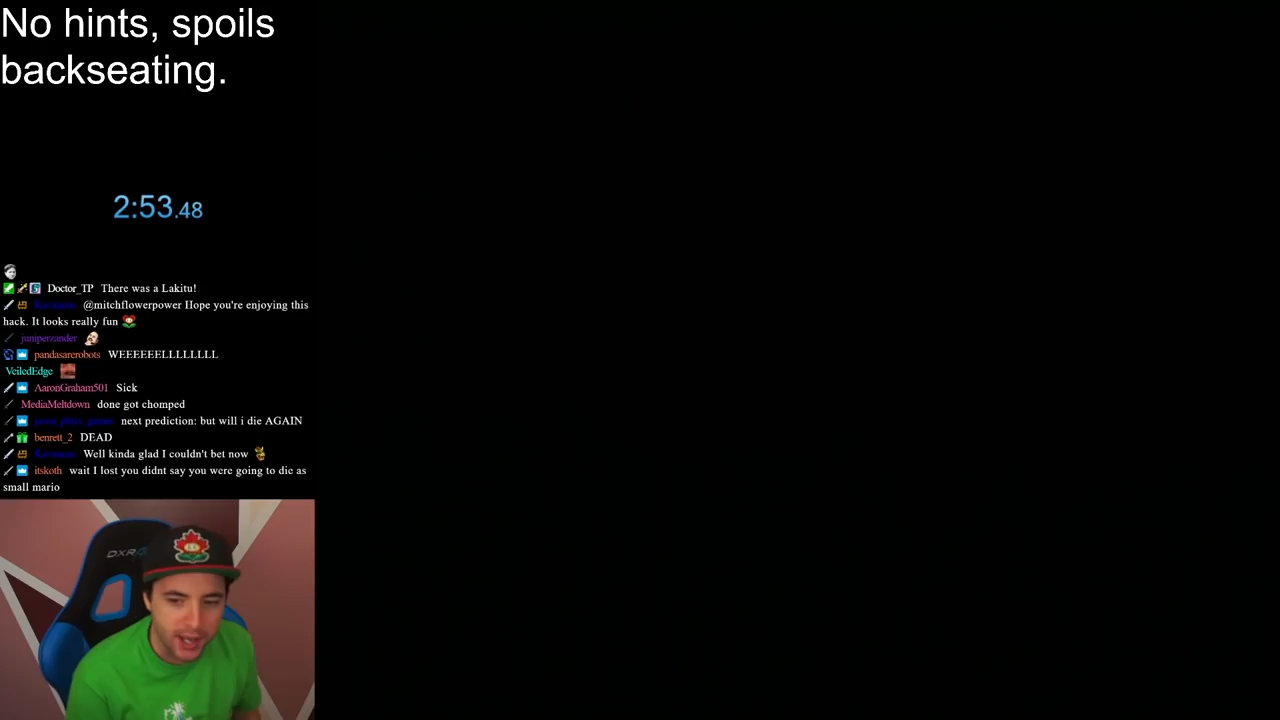 No hints, spoils
backseating.
2:53.48
Doctor_TP There was a Lakitu!
@mitchflowerpower Hope you're enjoying this
hack. It looks really fun
juniperzander
pandasarerobots WEEEEEELLLLLLLL
VeiledEdge
AaronGraham501 Sick
MediaMeltdown done got chomped
next prediction: but will i die AGAIN
benrett_2 DEAD
Well kinda glad I couldn't bet now
itskoth wait I lost you didnt say you were going to die as
small mario